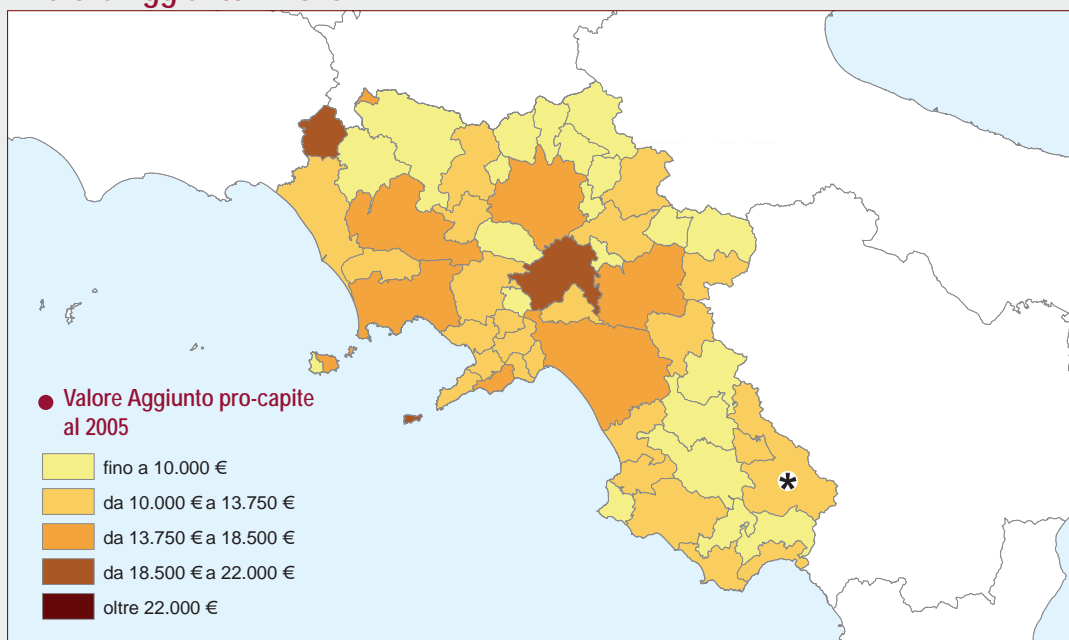 Valore Aggiunto pro-capite
al 2005
fino a 10.000 €
da 10.000 € a 13.750 €
da 13.750 € a 18.500 €
da 18.500 € a 22.000 €
oltre 22.000 €
*